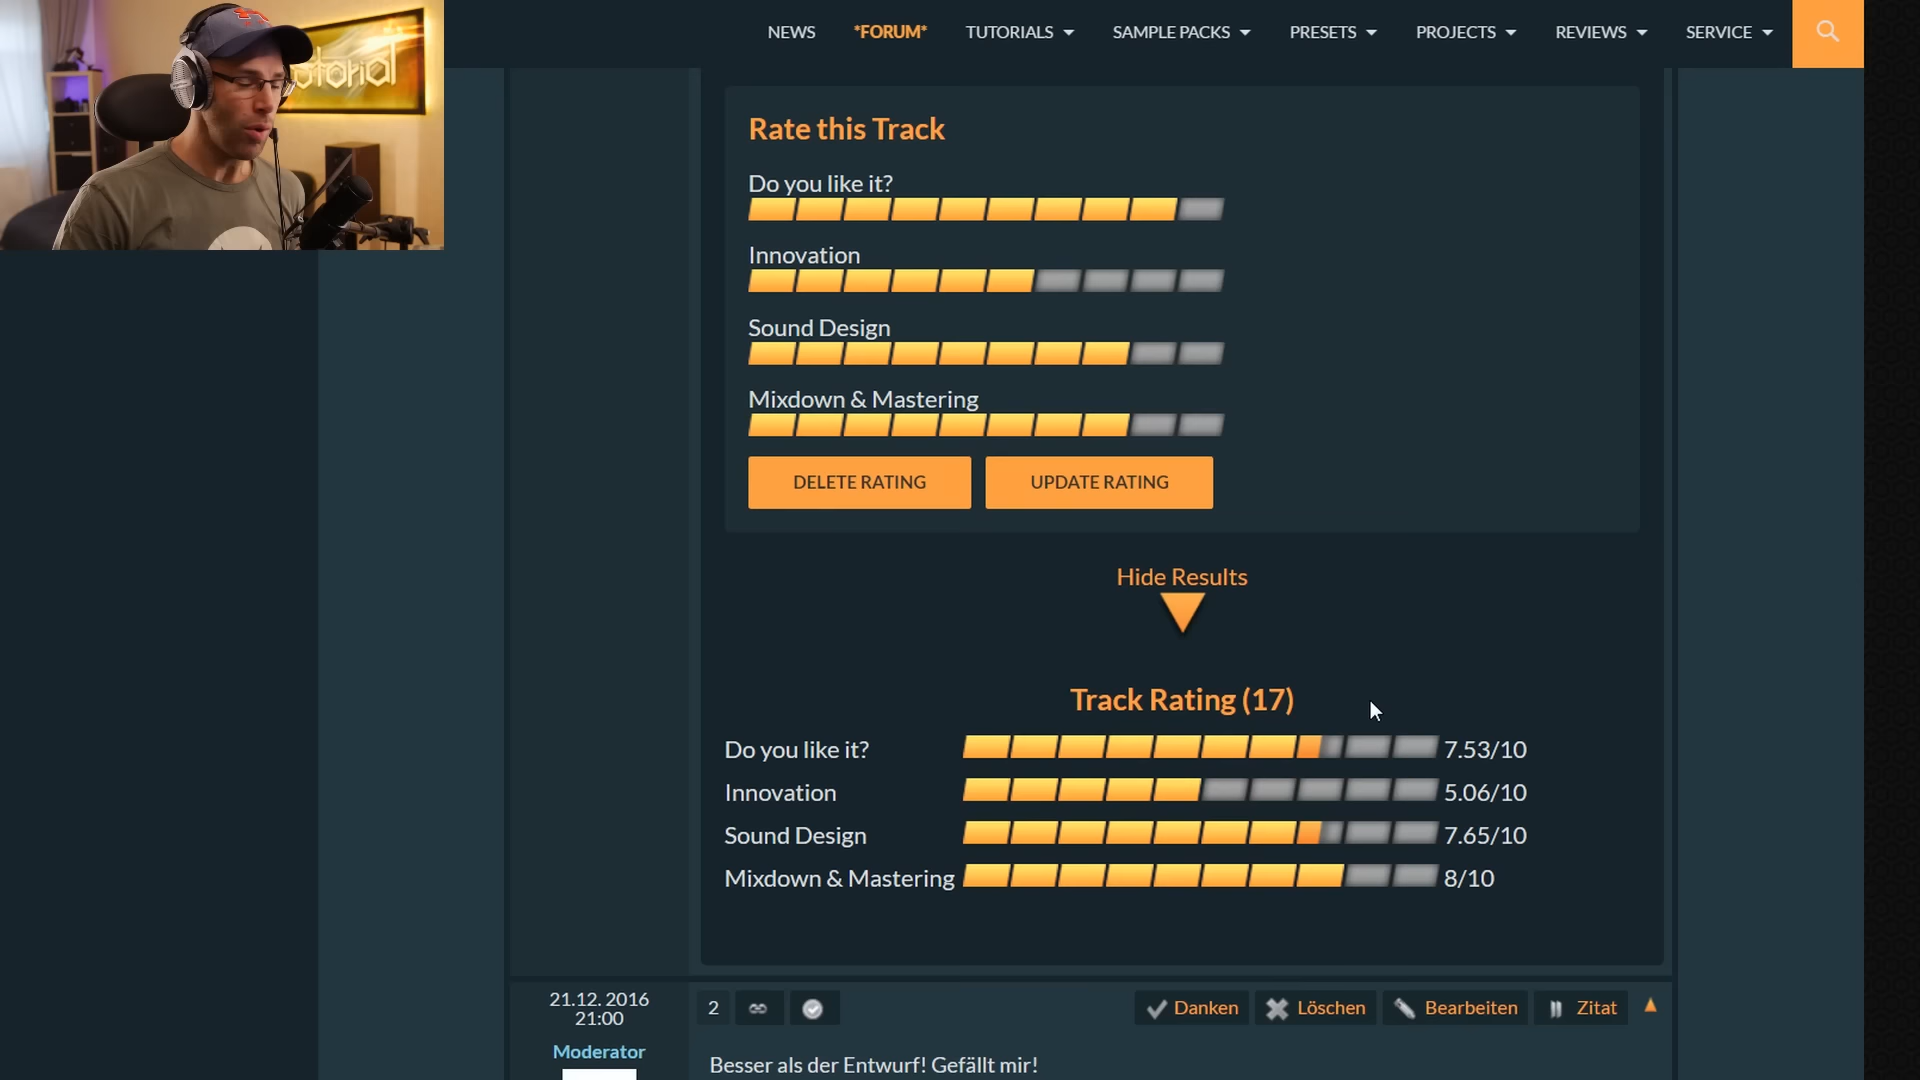 NEWS *FORUM* TUTORIALS SAMPLE PACKS PRESETS PROJECTS REVIEWS SERVICE
Rate this Track
Do you like it?
Innovation
Sound Design
Mixdown & Mastering
DELETE RATING UPDATE RATING
Hide Results
Track Rating (17)
Do you like it? 7.53/10
Innovation 5.06/10
Sound Design 7.65/10
Mixdown & Mastering 8/10
21.12. 2016
21:00
2 Danken Löschen Bearbeiten Zitat
Moderator
Besser als der Entwurf! Gefällt mir!